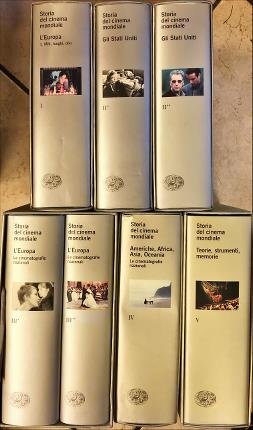 Storia
del cinema
mondiale
L'Europa
I. Miti, luoghi, divi
I
Storia
del cinema
mondiale
Gli Stati Uniti
II*
Storia
del cinema
mondiale
Gli Stati Uniti
II**
Storia
del cinema
mondiale
L'Europa
Le cinematografie
nazionali
III*
Storia
del cinema
mondiale
L'Europa
Le cinematografie
nazionali
III**
Storia
del cinema
mondiale
Americhe, Africa,
Asia, Oceania
Le cinematografie
nazionali
IV
Storia
del cinema
mondiale
Teorie, strumenti,
memorie
V